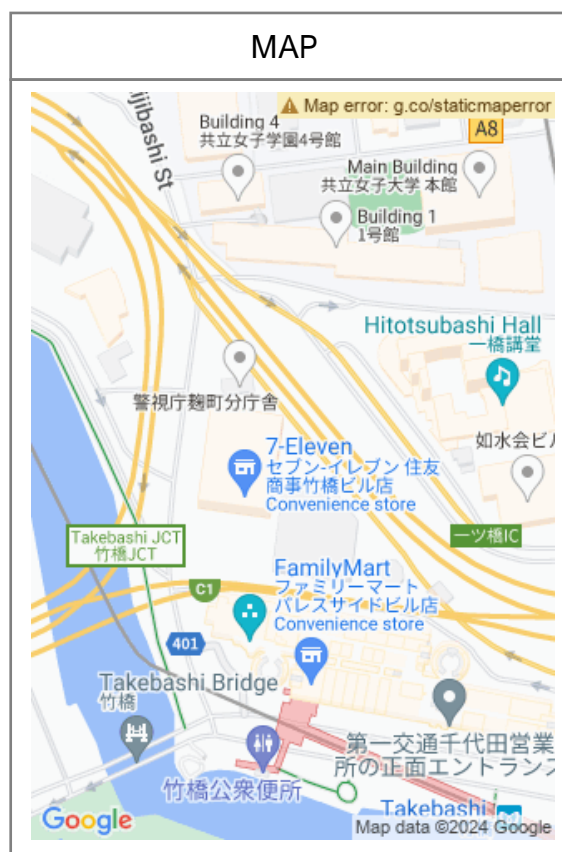 MAP
⚠ Map error: g.co/staticmaperror
Building 4
共立女子学園4号館
A8
Main Building
共立女子大学 本館
Building 1
1号館
Hitotsubashi Hall
一橋講堂
警視庁麹町分庁舎
如水会ビ
7-Eleven
セブン-イレブン 住友
商事竹橋ビル店
Convenience store
Takebashi JCT
竹橋JCT
一ツ橋IC
FamilyMart
ファミリーマート
パレスサイドビル店
Convenience store
C1
401
Takebashi Bridge
竹橋
第一交通千代田営業
所の正面エントランス
竹橋公衆便所
Takebashi
Google
Map data ©2024 Google